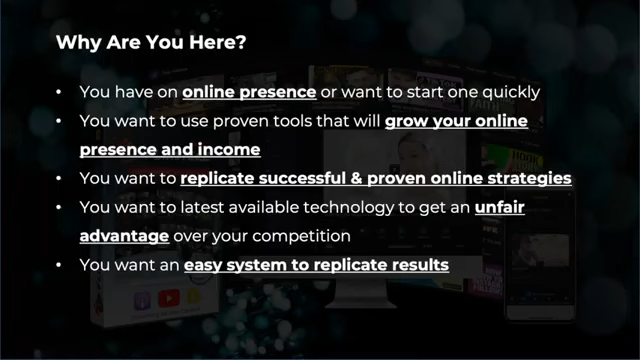 Why Are You Here?
• You have on online presence or want to start one quickly
• You want to use proven tools that will grow your online
presence and income
• You want to replicate successful & proven online strategies
• You want to latest available technology to get an unfair
advantage over your competition
• You want an easy system to replicate results